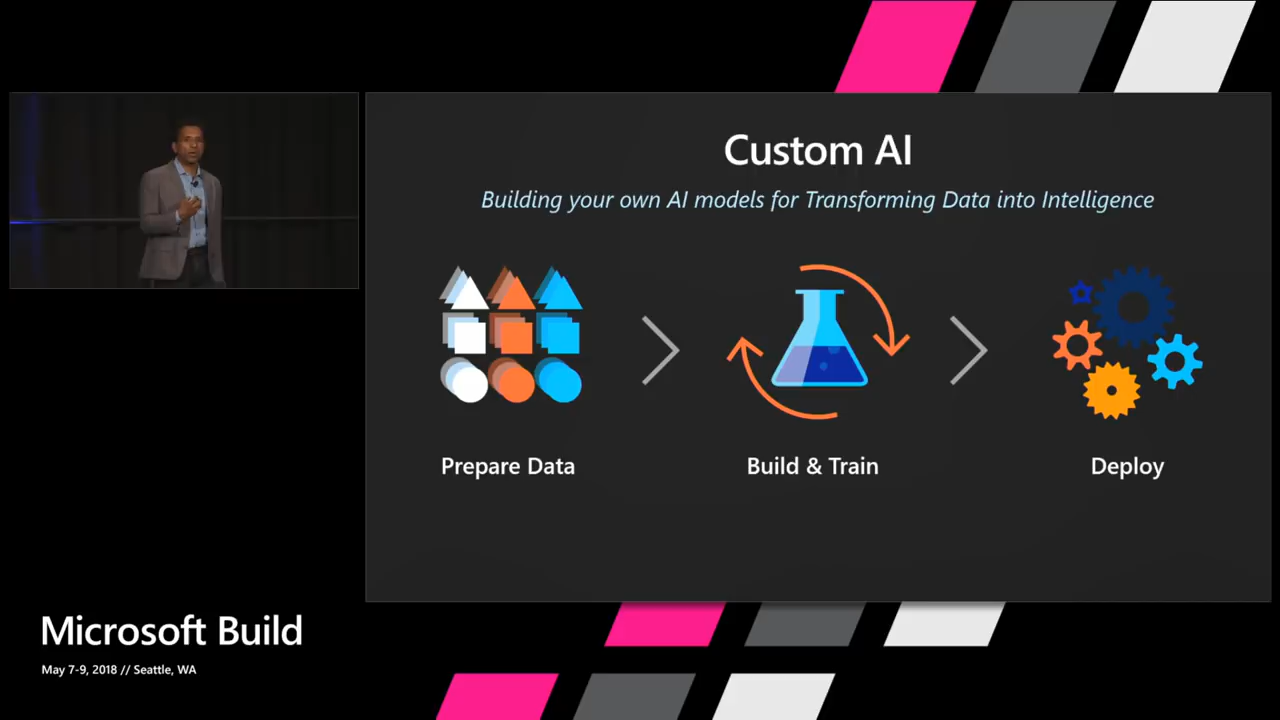 Custom AI
Building your own AI models for Transforming Data into Intelligence
Prepare Data
Build & Train
Deploy
Microsoft Build
May 7-9, 2018 // Seattle, WA